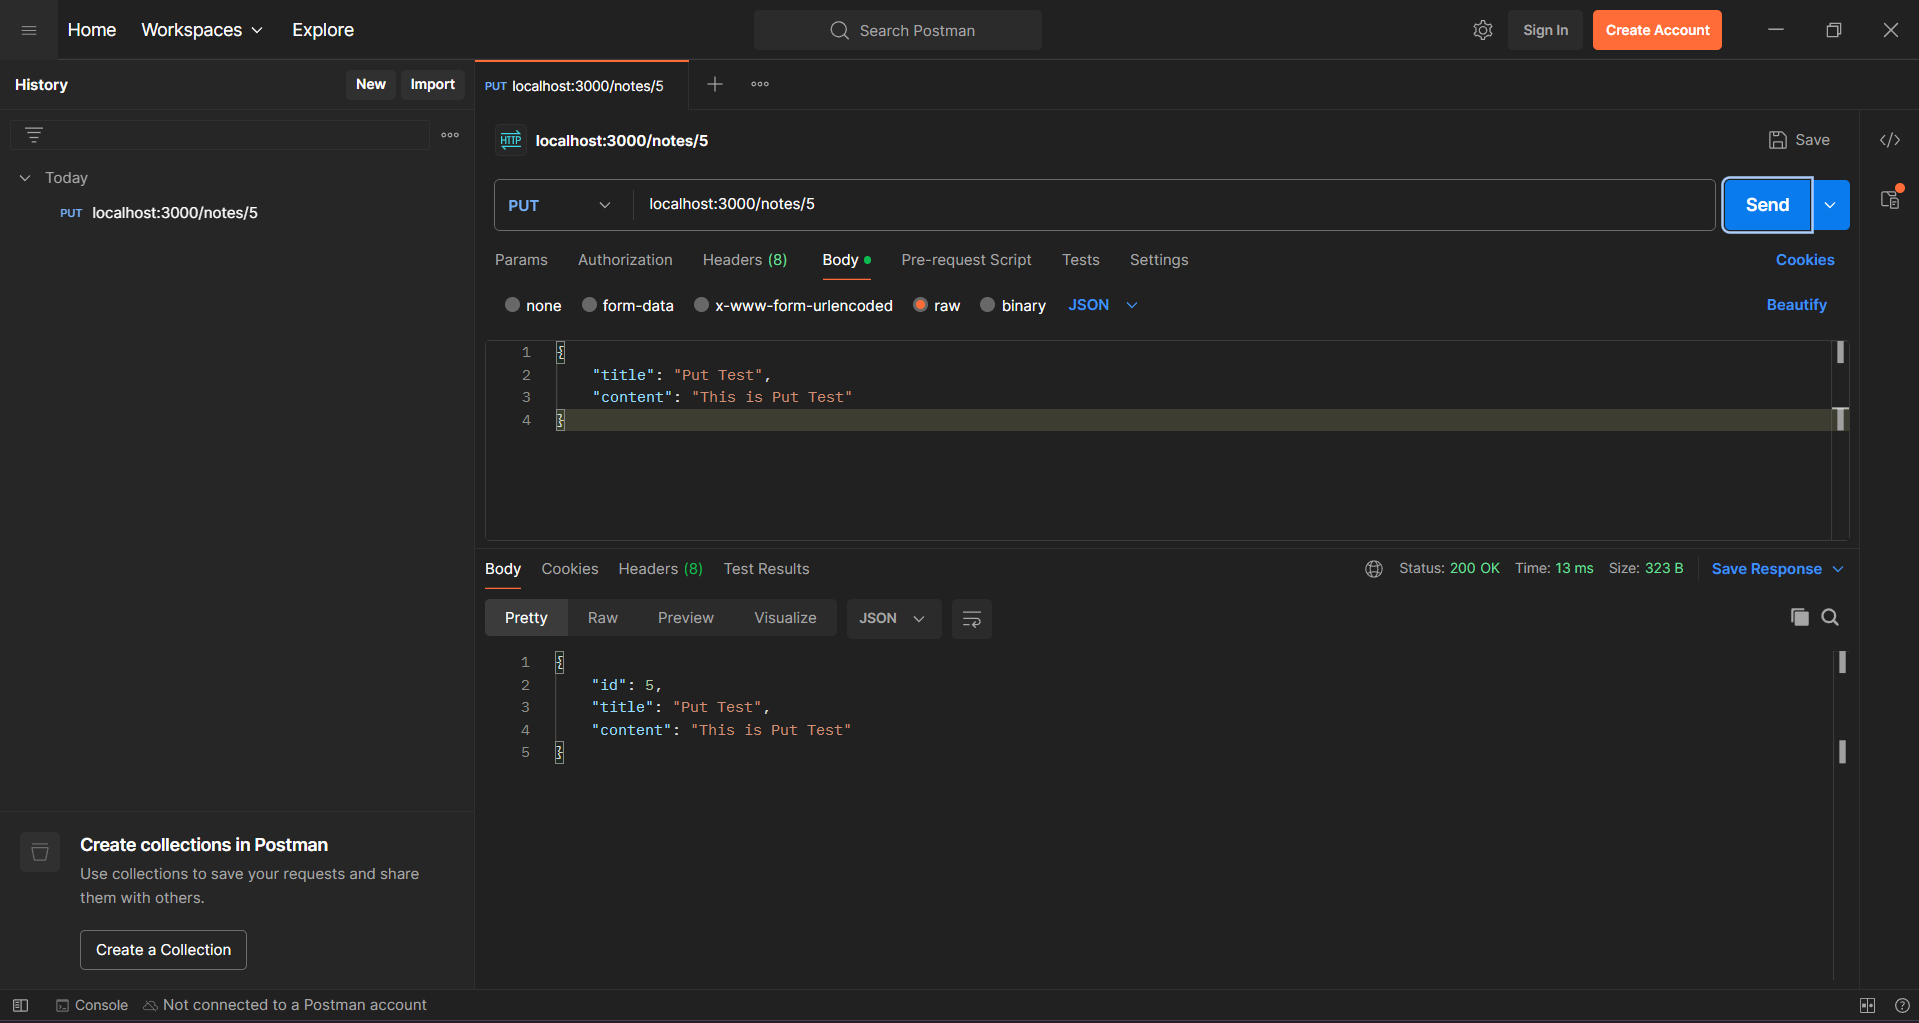 Home Workspaces Explore Search Postman Sign In Create Account
History New Import PUT localhost:3000/notes/5
HTTP localhost:3000/notes/5 Save
Today
PUT localhost:3000/notes/5
PUT localhost:3000/notes/5 Send
Params Authorization Headers (8) Body Pre-request Script Tests Settings Cookies
none form-data x-www-form-urlencoded raw binary JSON Beautify
1 {
2 "title": "Put Test",
3 "content": "This is Put Test"
4 }
Body Cookies Headers (8) Test Results Status: 200 OK Time: 13 ms Size: 323 B Save Response
Pretty Raw Preview Visualize JSON
1 {
2 "id": 5,
3 "title": "Put Test",
4 "content": "This is Put Test"
5 }
Create collections in Postman
Use collections to save your requests and share
them with others.
Create a Collection
Console Not connected to a Postman account